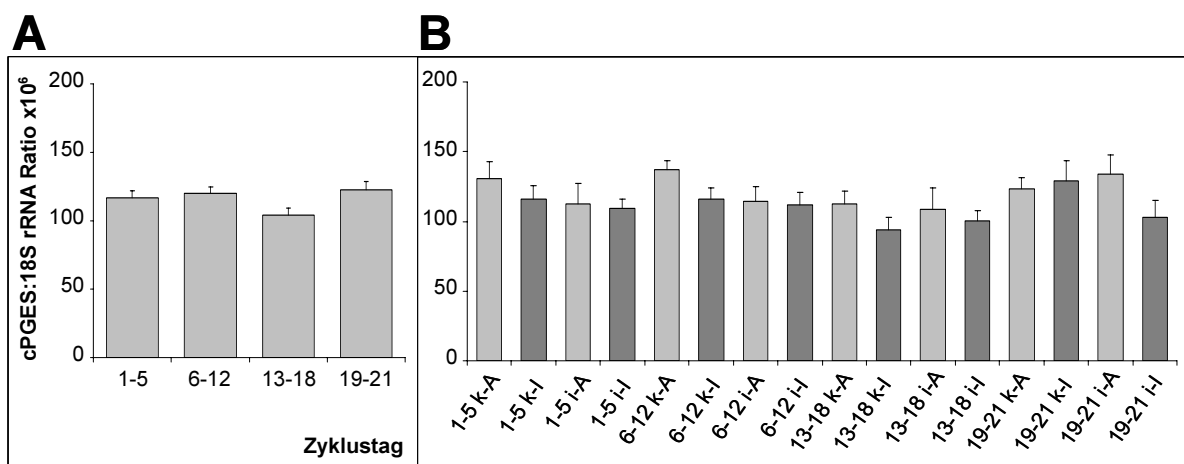 A
cPGES:18S rRNA Ratio x10⁶
200
150
100
50
0
1-5 6-12 13-18 19-21
Zyklustag
B
200
150
100
50
0
1-5 k-A
1-5 k-I
1-5 i-A
1-5 i-I
6-12 k-A
6-12 k-I
6-12 i-A
6-12 i-I
13-18 k-A
13-18 k-I
13-18 i-A
13-18 i-I
19-21 k-A
19-21 k-I
19-21 i-A
19-21 i-I